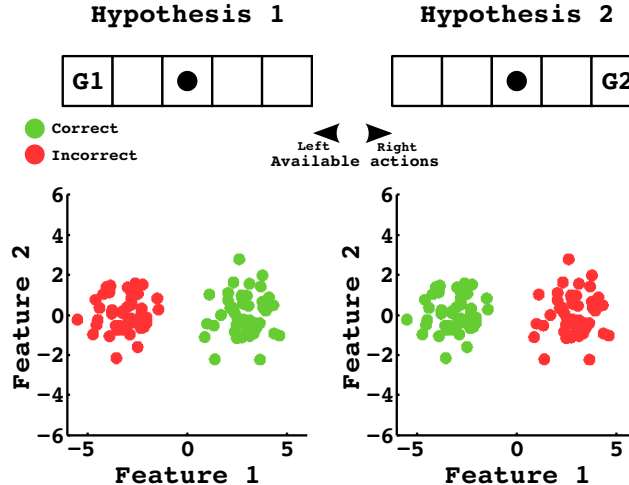 Hypothesis 1
Hypothesis 2
G1
G2
Correct
Incorrect
Left
Right
Available actions
Feature 2
6
4
2
0
−2
−4
−6
−5
0
5
Feature 1
Feature 2
6
4
2
0
−2
−4
−6
−5
0
5
Feature 1